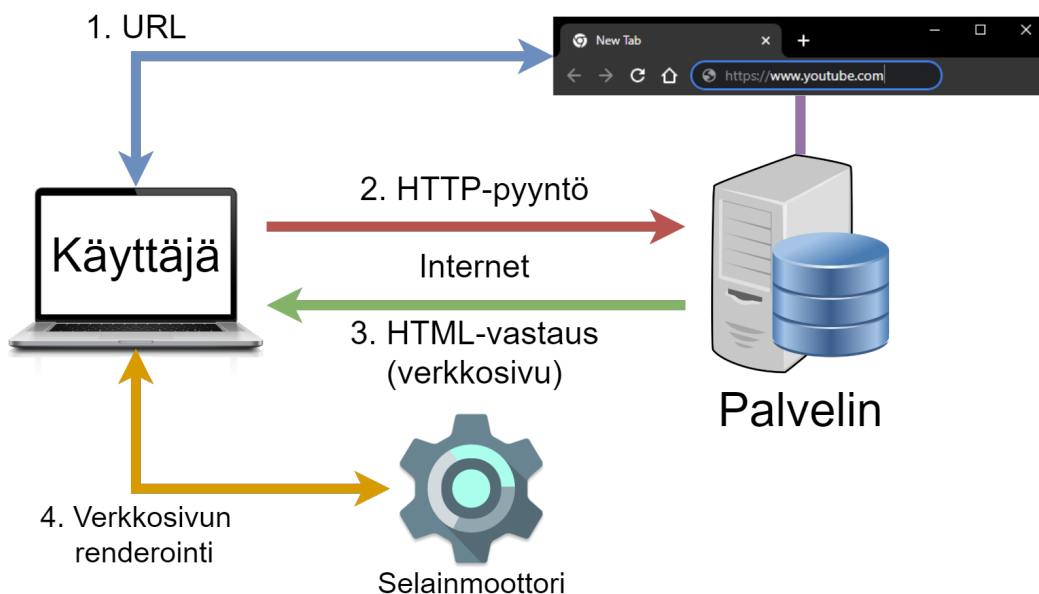 1. URL
New Tab
https://www.youtube.com
2. HTTP-pyyntö
Käyttäjä
Internet
3. HTML-vastaus
(verkkosivu)
Palvelin
4. Verkkosivun
renderointi
Selainmoottori